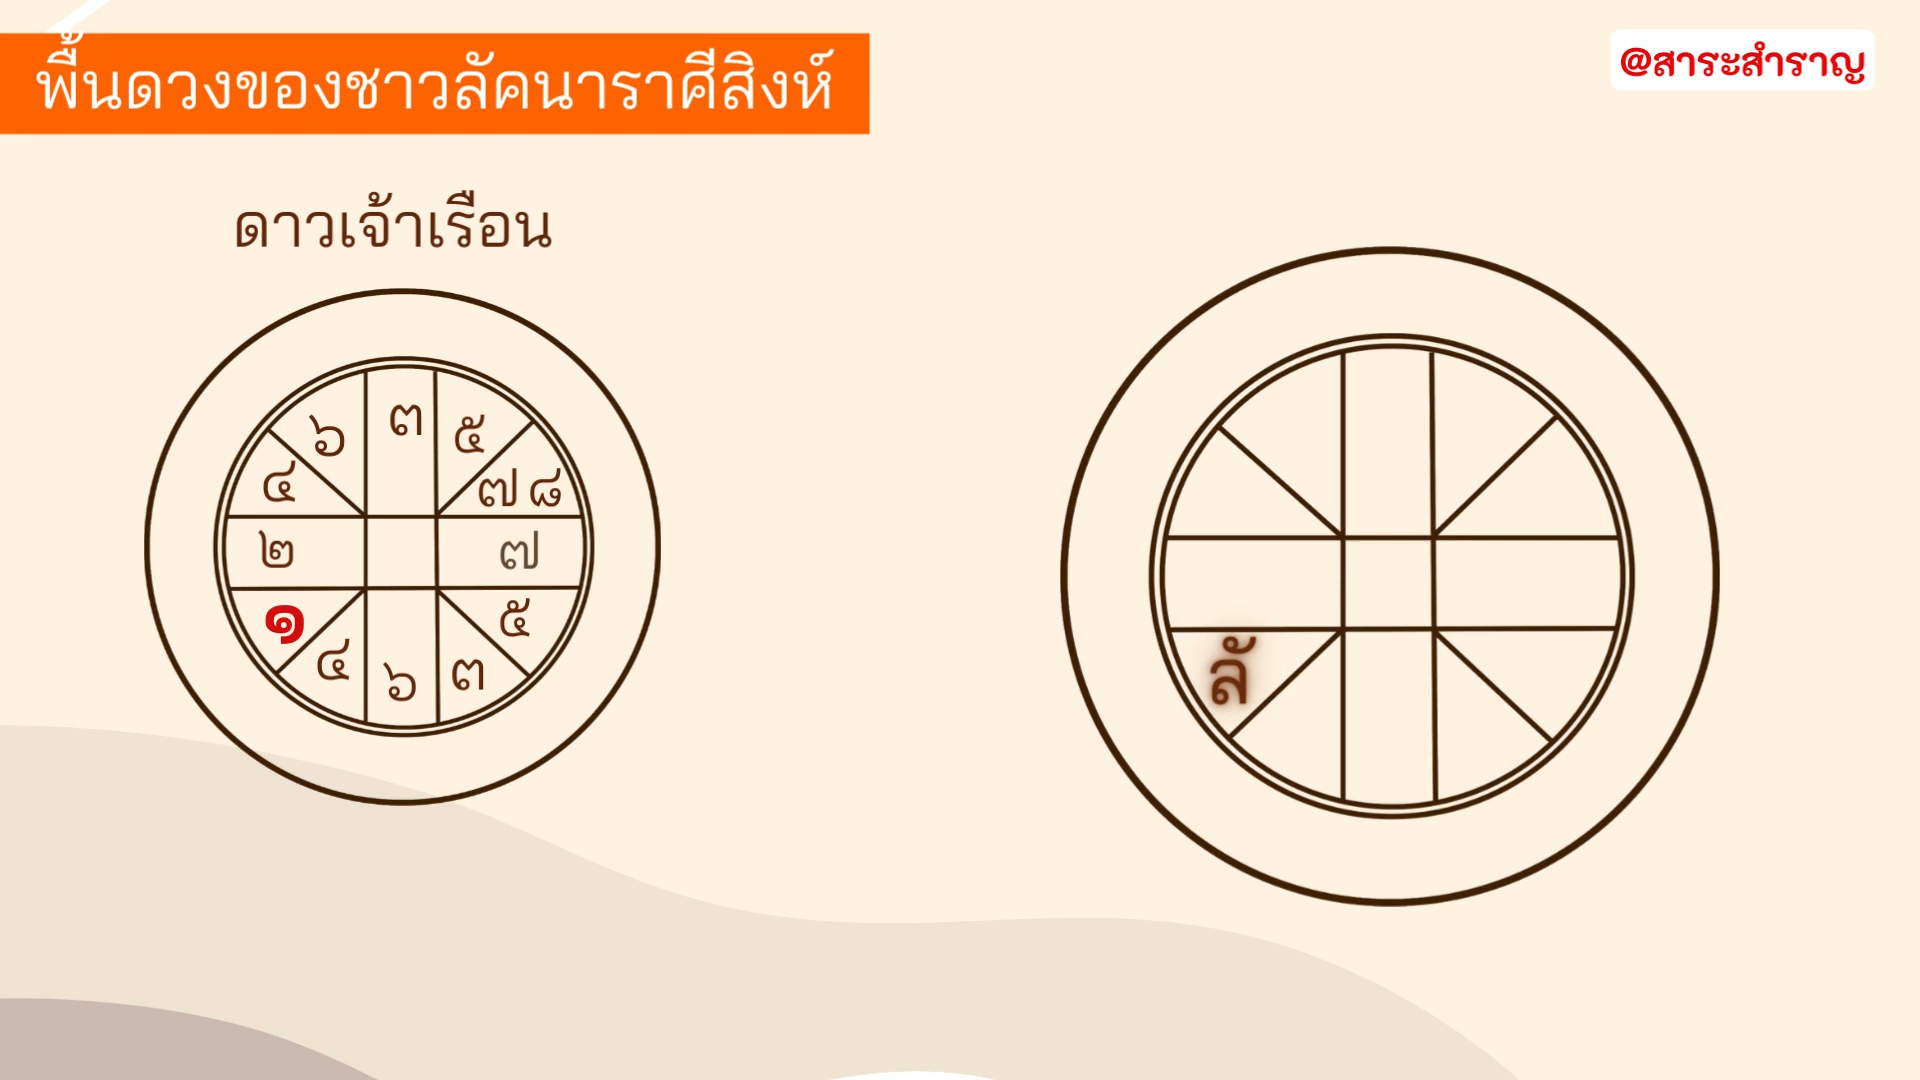 พื้นดวงของชาวลัคนาราศีสิงห์
@สาระสำราญ
ดาวเจ้าเรือน
๖ ๓ ๕
๔ ๗ ๘
๒ ๗
๑ ๕
๔ ๖ ๓
ลั